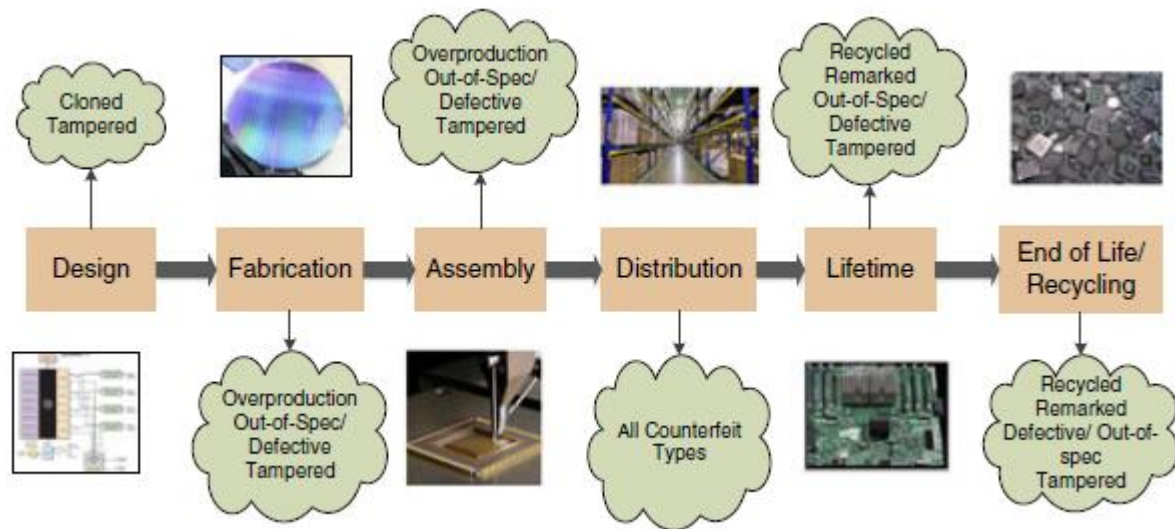 Cloned
Tampered
Overproduction
Out-of-Spec/
Defective
Tampered
Recycled
Remarked
Out-of-Spec/
Defective
Tampered
Design
Fabrication
Assembly
Distribution
Lifetime
End of Life/
Recycling
Overproduction
Out-of-Spec/
Defective
Tampered
All Counterfeit
Types
Recycled
Remarked
Defective/ Out-of-
spec
Tampered